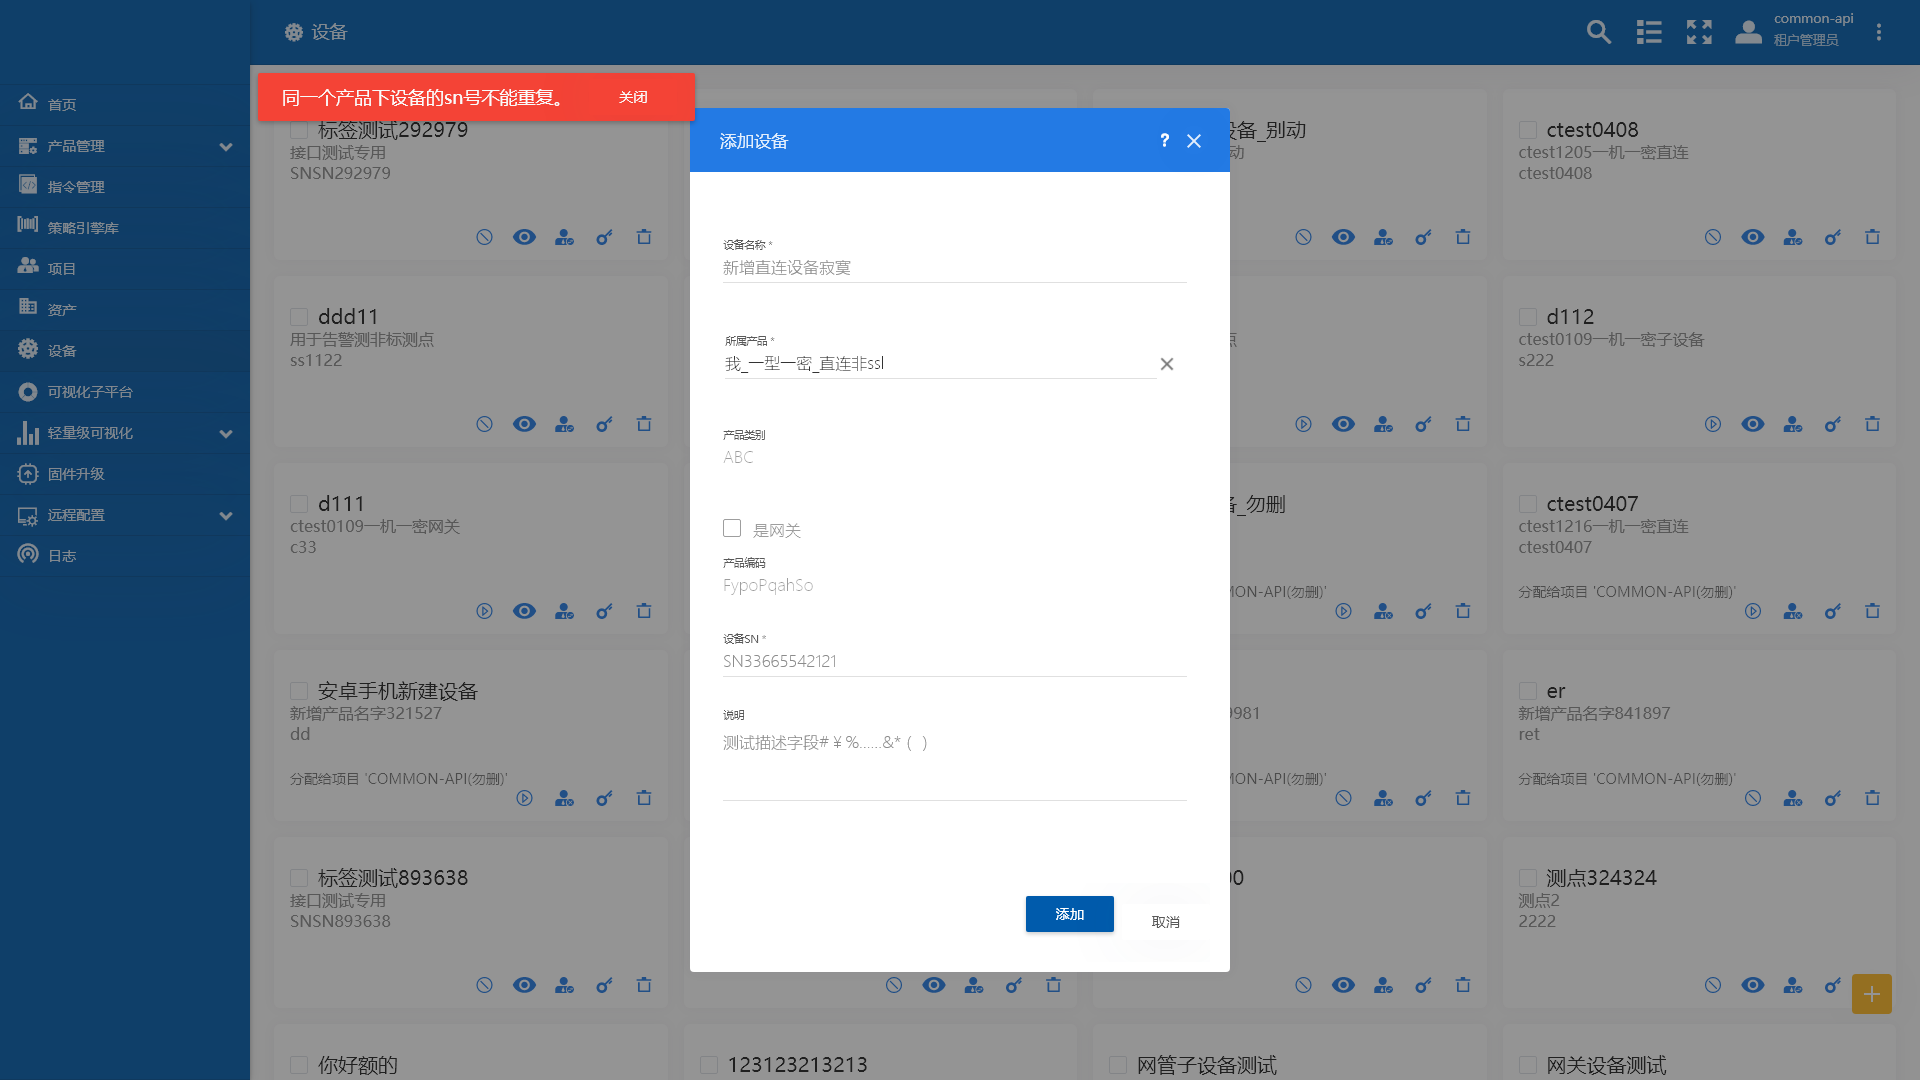 设备
common-api
租户管理员
首页
产品管理
指令管理
策略引擎库
项目
资产
设备
可视化子平台
轻量级可视化
固件升级
远程配置
日志
同一个产品下设备的sn号不能重复。
关闭
标签测试292979
接口测试专用
SNSN292979
设备_别动
动
ctest0408
ctest1205一机一密直连
ctest0408
ddd11
用于告警测非标测点
ss1122
点
d112
ctest0109一机一密子设备
s222
d111
ctest0109一机一密网关
c33
备_勿删
ION-API(勿删)'
ctest0407
ctest1216一机一密直连
ctest0407
分配给项目 'COMMON-API(勿删)'
安卓手机新建设备
新增产品名字321527
dd
分配给项目 'COMMON-API(勿删)'
9981
ION-API(勿删)'
er
新增产品名字841897
ret
分配给项目 'COMMON-API(勿删)'
标签测试893638
接口测试专用
SNSN893638
00
测点324324
测点2
2222
你好额的
123123213213
网管子设备测试
网关设备测试
添加设备
?
设备名称 *
新增直连设备寂寞
所属产品 *
我_一型一密_直连非ssl
产品类别
ABC
是网关
产品编码
FypoPqahSo
设备SN *
SN33665542121
说明
测试描述字段#￥%……&*（ ）
添加
取消